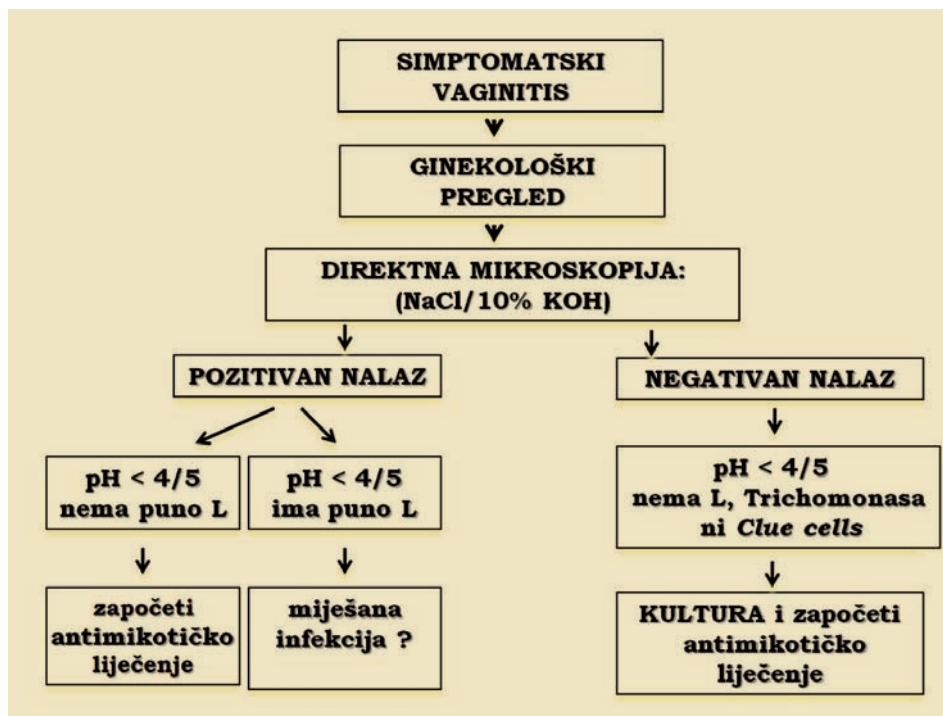 SIMPTOMATSKI
VAGINITIS
GINEKOLOŠKI
PREGLED
DIREKTNA MIKROSKOPIJA:
(NaCl/10% KOH)
POZITIVAN NALAZ
NEGATIVAN NALAZ
pH < 4/5
nema puno L
pH < 4/5
ima puno L
pH < 4/5
nema L, Trichomonasa
ni Clue cells
započeti
antimikotičko
liječenje
miješana
infekcija ?
KULTURA i započeti
antimikotičko
liječenje